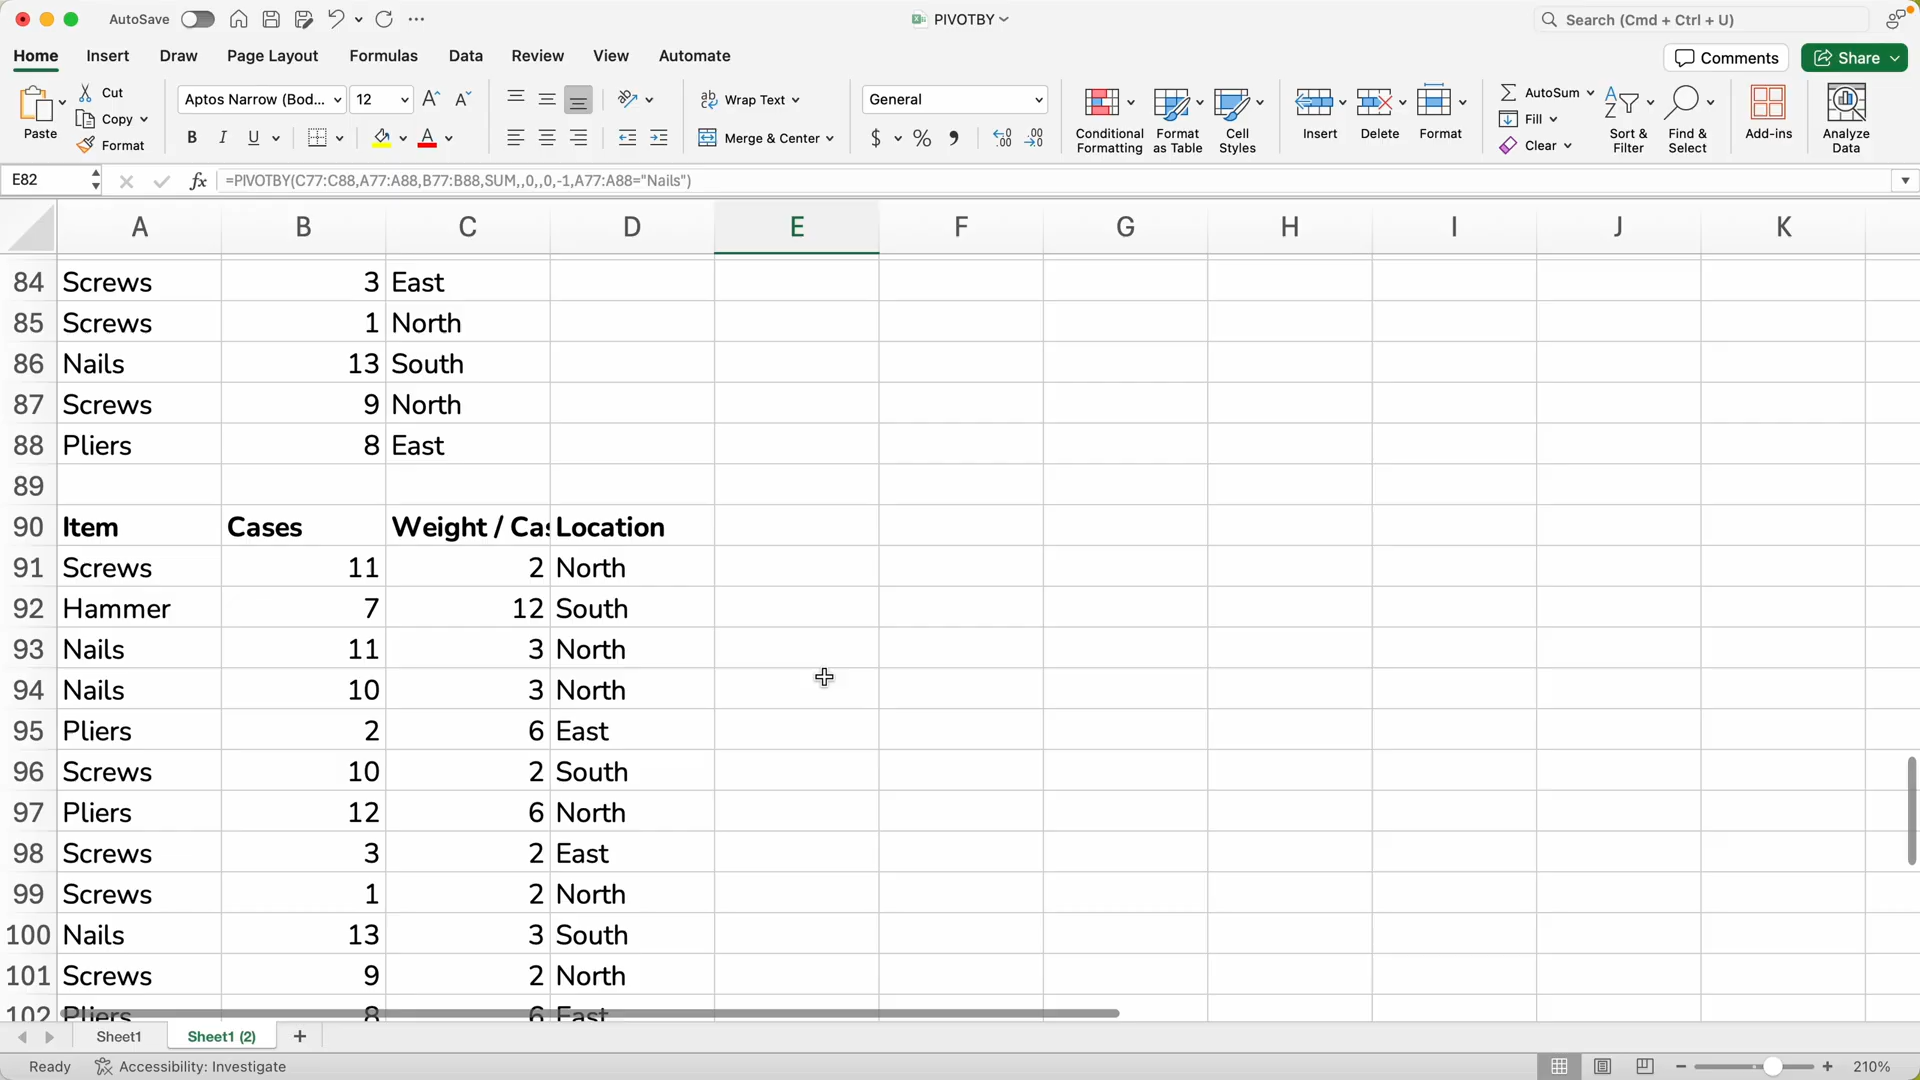 AutoSave PIVOTBY Search (Cmd + Ctrl + U)
Home Insert Draw Page Layout Formulas Data Review View Automate Comments Share
Paste Cut Copy Format
Aptos Narrow (Bod... 12
B I U A
ab Wrap Text
Merge & Center
General
$ % ,
Conditional Formatting
Format as Table
Cell Styles
Insert Delete Format
AutoSum
Fill
Clear
Sort & Filter
Find & Select
Add-ins
Analyze Data
E82 fx =PIVOTBY(C77:C88,A77:A88,B77:B88,SUM,,0,,0,-1,A77:A88="Nails")
A B C D E F G H I J K
84 Screws 3 East
85 Screws 1 North
86 Nails 13 South
87 Screws 9 North
88 Pliers 8 East
89
90 Item Cases Weight / Cas Location
91 Screws 11 2 North
92 Hammer 7 12 South
93 Nails 11 3 North
94 Nails 10 3 North
95 Pliers 2 6 East
96 Screws 10 2 South
97 Pliers 12 6 North
98 Screws 3 2 East
99 Screws 1 2 North
100 Nails 13 3 South
101 Screws 9 2 North
102 Pliers 8 6 East
Sheet1 Sheet1 (2) +
Ready Accessibility: Investigate 210%